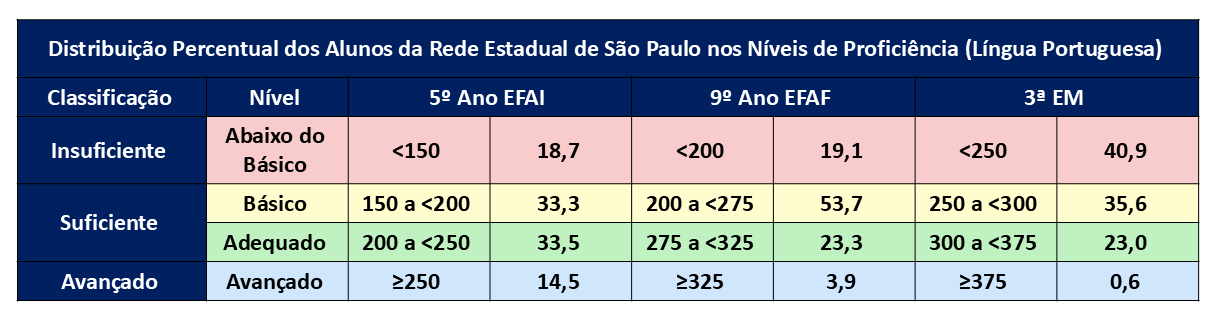 Distribuição Percentual dos Alunos da Rede Estadual de São Paulo nos Níveis de Proficiência (Língua Portuguesa)
Classificação Nível 5º Ano EFAI 9º Ano EFAF 3ª EM
Insuficiente Abaixo do Básico <150 18,7 <200 19,1 <250 40,9
Suficiente Básico 150 a <200 33,3 200 a <275 53,7 250 a <300 35,6
Adequado 200 a <250 33,5 275 a <325 23,3 300 a <375 23,0
Avançado Avançado ≥250 14,5 ≥325 3,9 ≥375 0,6